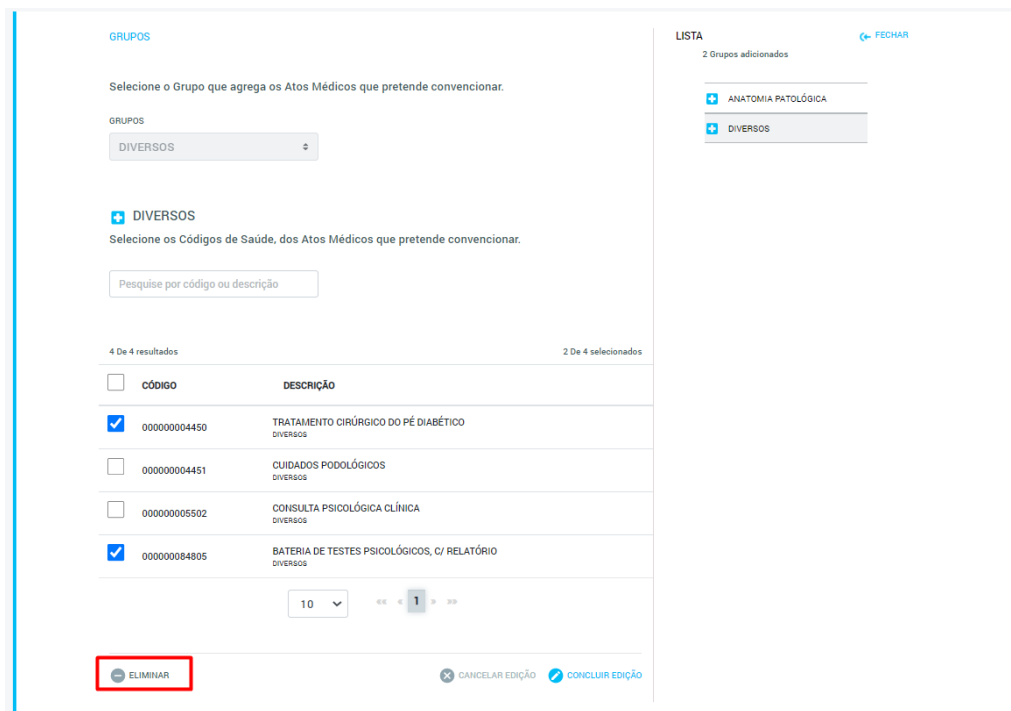 GRUPOS
Selecione o Grupo que agrega os Atos Médicos que pretende convencionar.
GRUPOS
DIVERSOS
DIVERSOS
Selecione os Códigos de Saúde, dos Atos Médicos que pretende convencionar.
Pesquise por código ou descrição
4 De 4 resultados 2 De 4 selecionados
CÓDIGO DESCRIÇÃO
000000004450 TRATAMENTO CIRÚRGICO DO PÉ DIABÉTICO
DIVERSOS
000000004451 CUIDADOS PODOLÓGICOS
DIVERSOS
000000005502 CONSULTA PSICOLÓGICA CLÍNICA
DIVERSOS
000000084805 BATERIA DE TESTES PSICOLÓGICOS, C/ RELATÓRIO
DIVERSOS
10 «« « 1 » »»
ELIMINAR CANCELAR EDIÇÃO CONCLUIR EDIÇÃO
LISTA FECHAR
2 Grupos adicionados
ANATOMIA PATOLÓGICA
DIVERSOS